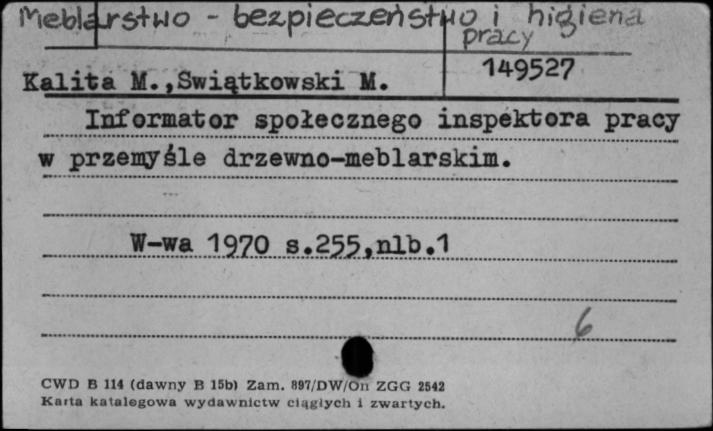 Meblarstwo - bezpieczeństwo i higiena
pracy
149527
Kalita M.,Swiątkowski M.
Informator społecznego inspektora pracy
w przemyśle drzewno-meblarskim.
W-wa 1970 s.255,nlb.1
6
CWD B 114 (dawny B 15b) Zam. 897/DW/On ZGG 2542
Karta katalogowa wydawnictw ciągłych i zwartych.